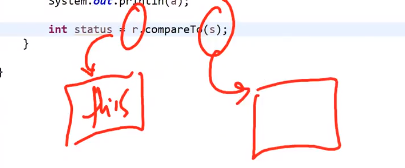 System.out.println(a);
int status = r.compareTo(s);
}
}
this